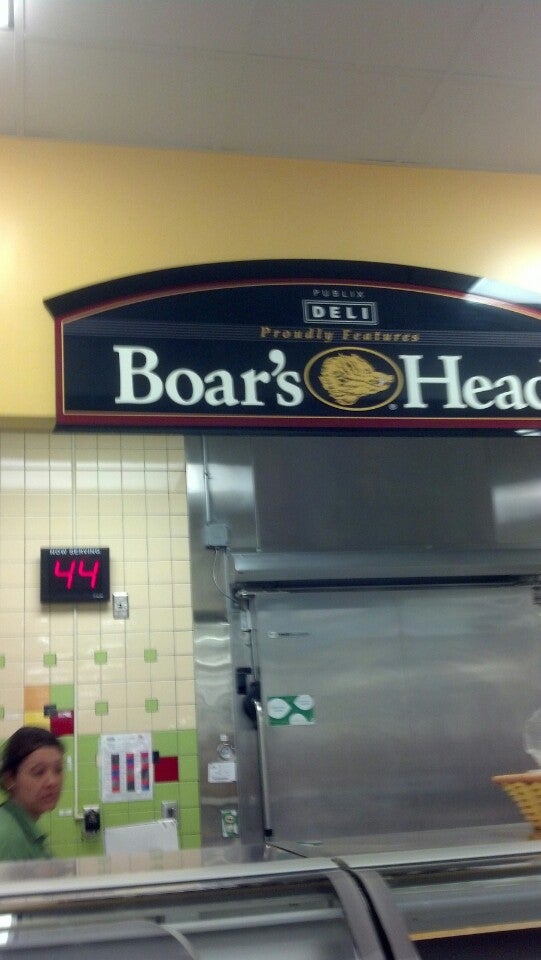 PUBLIX
DELI
Proudly Features
Boar's Head
NOW SERVING
44